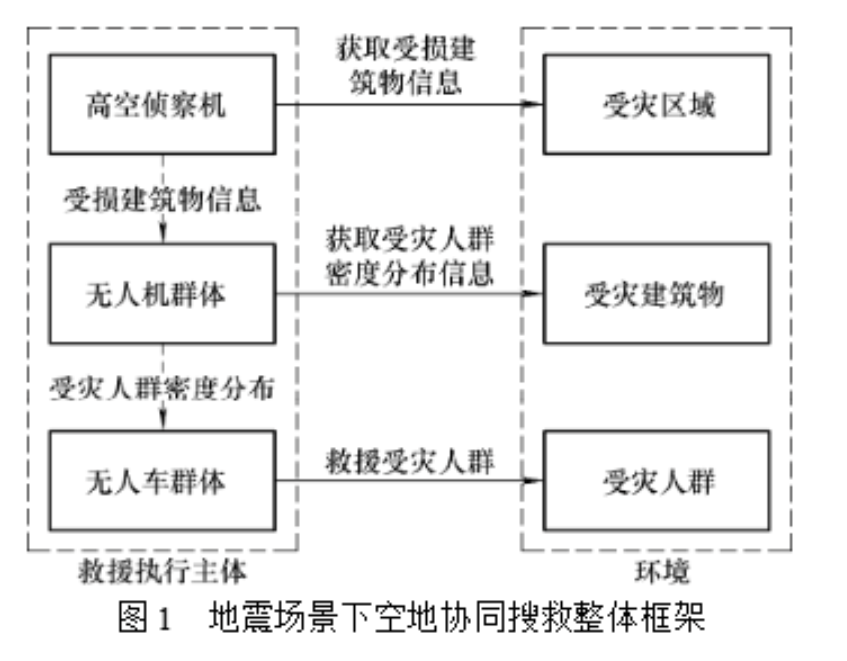 获取受损建
筑物信息
高空侦察机
受灾区域
受损建筑物信息
获取受灾人群
密度分布信息
无人机群体
受灾建筑物
受灾人群密度分布
救援受灾人群
无人车群体
受灾人群
救援执行主体
环境
图 1 地震场景下空地协同搜救整体框架